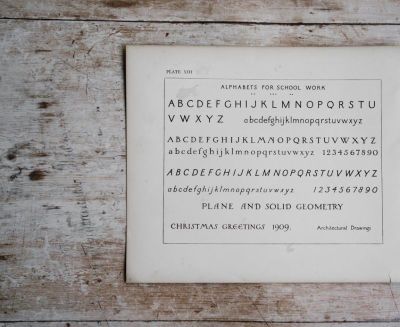 PLATE XIII
ALPHABETS FOR SCHOOL WORK
ABCDEFGHIJKLMNOPQRSTU
VWXYZ abcdefghijklmnopqrstuvwxyz
ABCDEFGHIJKLMNOPQRSTUVWXYZ
abcdefghijklmnopqrstuvwxyz 1234567890
ABCDEFGHIJKLMNOPQRSTUVWXYZ
abcdefghijklmnopqrstuvwxyz 1234567890
PLANE AND SOLID GEOMETRY
CHRISTMAS GREETINGS 1909. Architectural Drawings